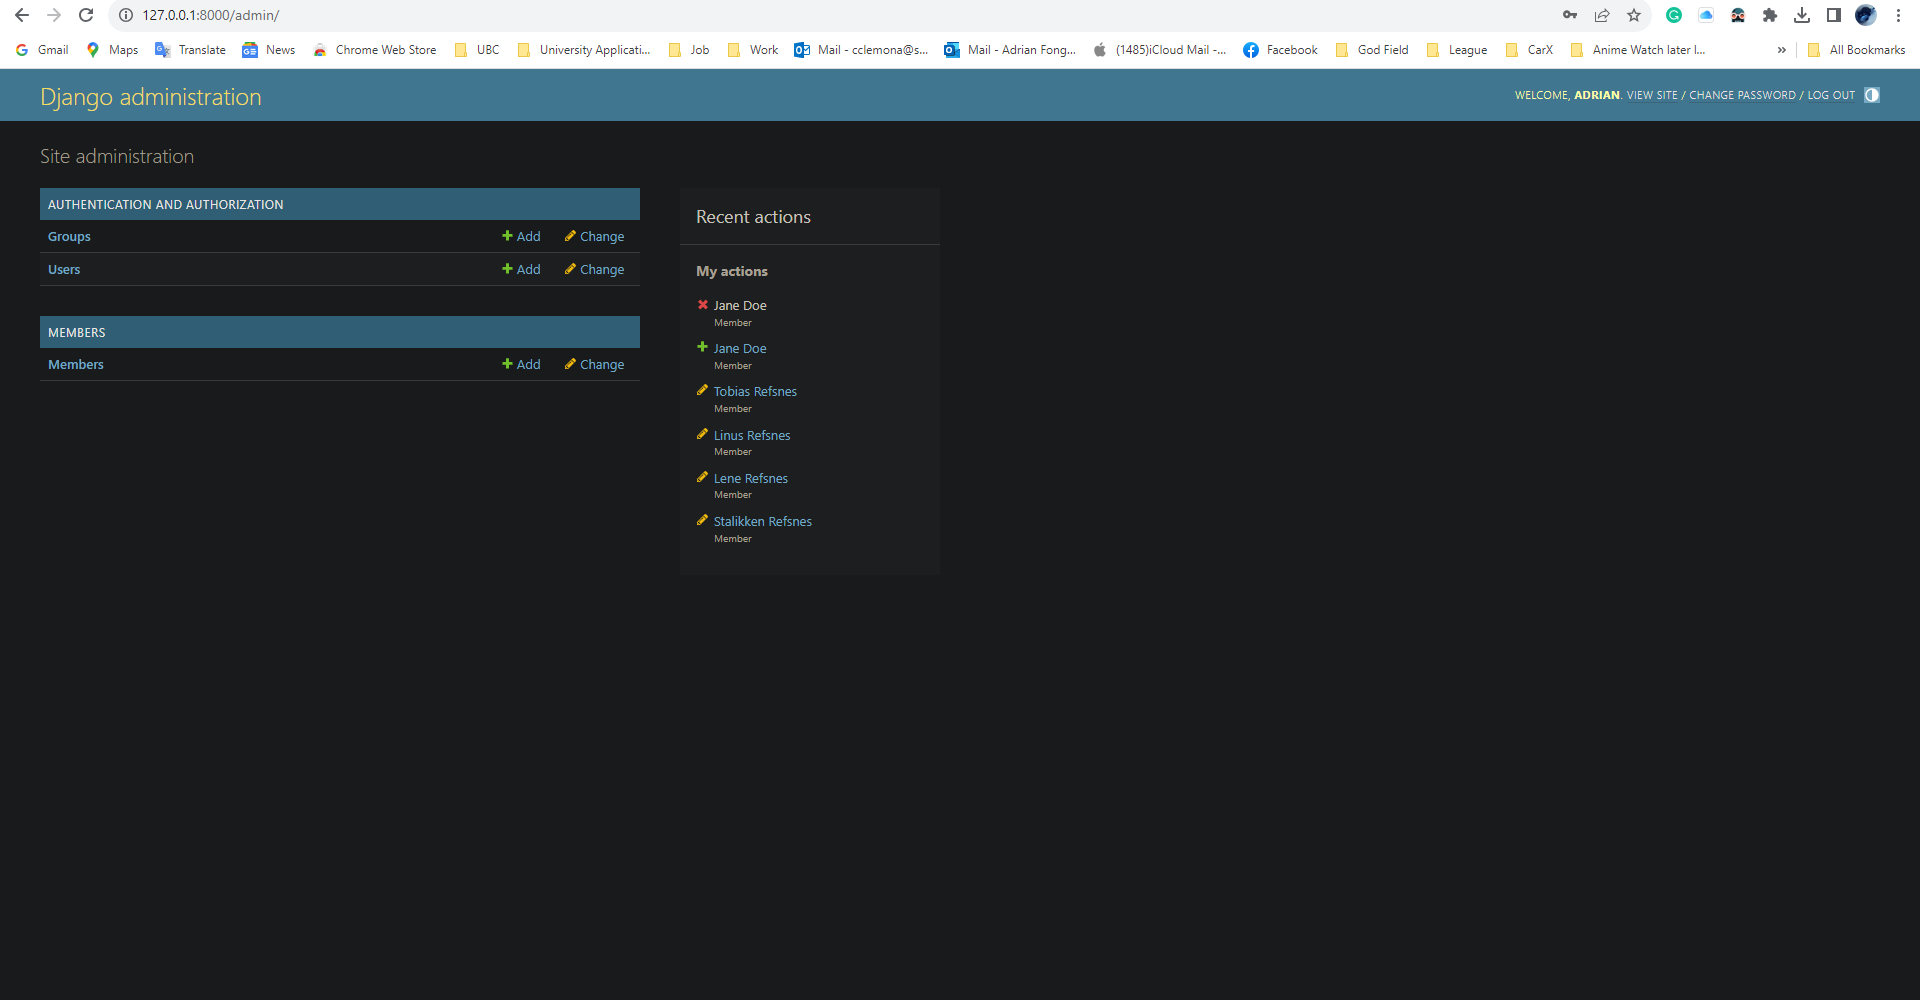 127.0.0.1:8000/admin/
Gmail Maps Translate News Chrome Web Store UBC University Applicati... Job Work Mail - cclemona@s... Mail - Adrian Fong... (1485)iCloud Mail -... Facebook God Field League CarX Anime Watch later l... » All Bookmarks
Django administration
WELCOME, ADRIAN. VIEW SITE / CHANGE PASSWORD / LOG OUT
Site administration
AUTHENTICATION AND AUTHORIZATION
Groups Add Change
Users Add Change
MEMBERS
Members Add Change
Recent actions
My actions
Jane Doe
Member
Jane Doe
Member
Tobias Refsnes
Member
Linus Refsnes
Member
Lene Refsnes
Member
Stalikken Refsnes
Member